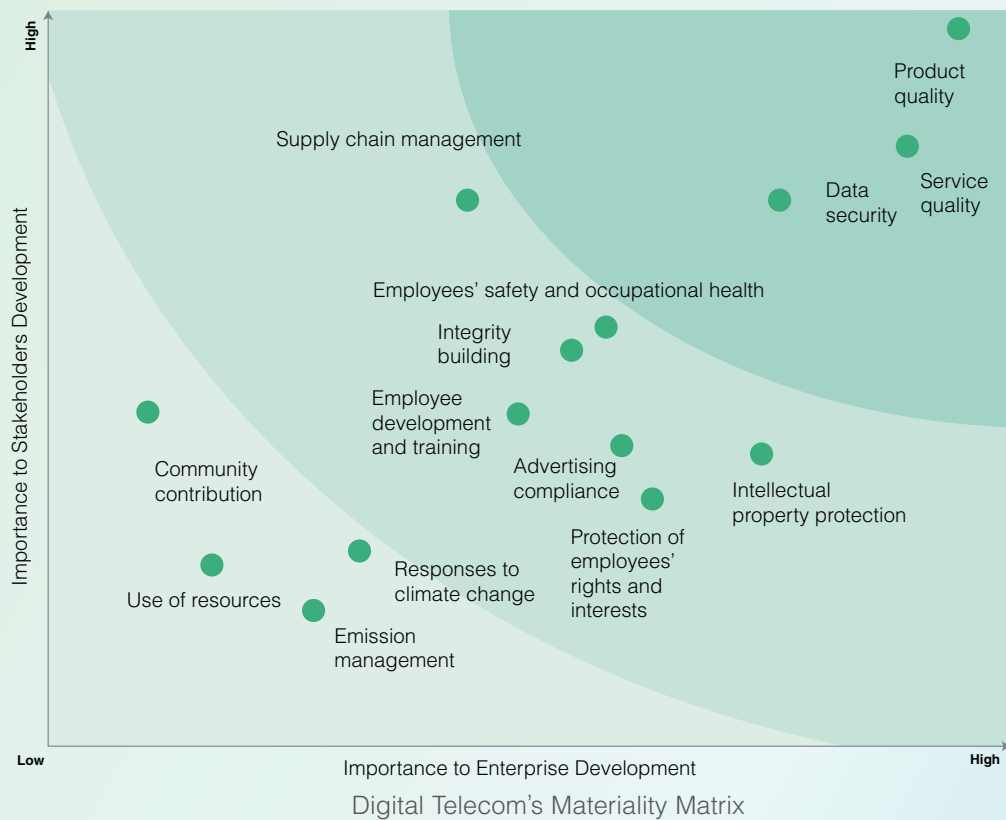 High
Product
quality
Supply chain management
Data
security
Service
quality
Employees’ safety and occupational health
Integrity
building
Employee
development
and training
Advertising
compliance
Community
contribution
Intellectual
property protection
Protection of
employees’
rights and
interests
Responses to
climate change
Use of resources
Emission
management
Importance to Stakeholders Development
Low
High
Importance to Enterprise Development
Digital Telecom’s Materiality Matrix